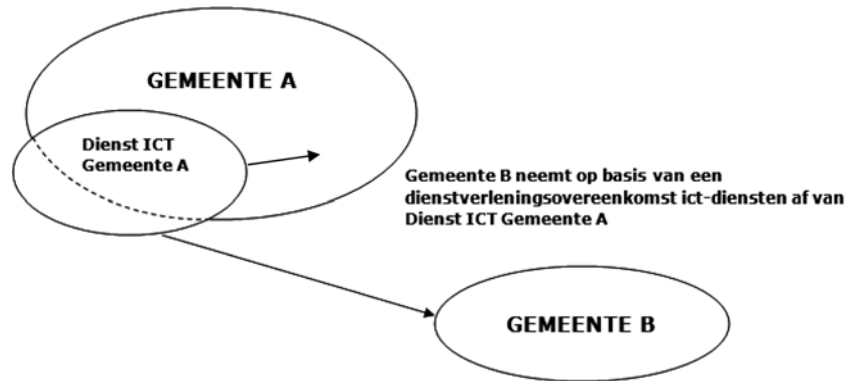 GEMEENTE A
Dienst ICT
Gemeente A
Gemeente B neemt op basis van een
dienstverleningsovereenkomst ict-diensten af van
Dienst ICT Gemeente A
GEMEENTE B